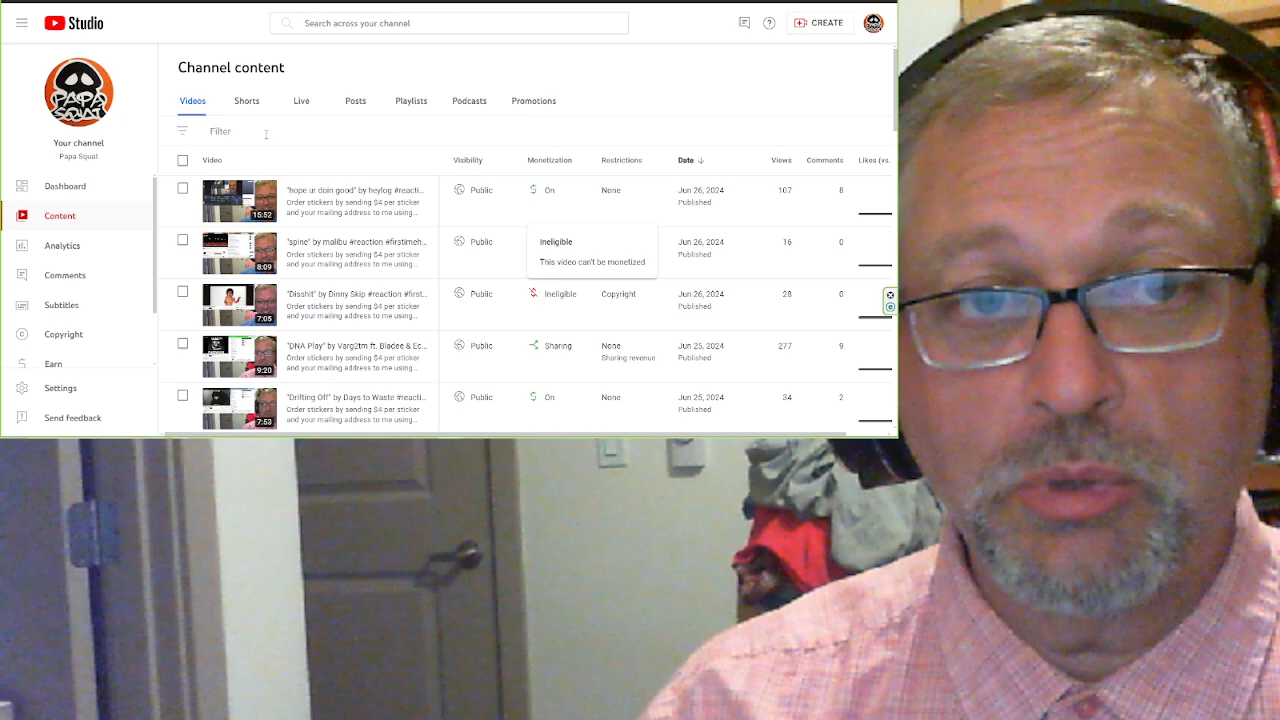 Studio
Search across your channel
CREATE
PAPA
SQUAT
Your channel
Papa Squat
Dashboard
Content
Analytics
Comments
Subtitles
Copyright
Earn
Settings
Send feedback
Channel content
Videos Shorts Live Posts Playlists Podcasts Promotions
Filter
Video Visibility Monetization Restrictions Date Views Comments Likes (vs.
15:52 "hope ur doin good" by heylog #reacti... Public On None Jun 26, 2024 107 8
Order stickers by sending $4 per sticker Published
and your mailing address to me using...
8:09 "spine" by malibu #reaction #firstimeh... Public Ineligible Jun 26, 2024 16 0
Order stickers by sending $4 per sticker This video can't be monetized Published
and your mailing address to me using...
7:05 "Disshit" by Dinny Skip #reaction #first... Public Ineligible Copyright Jun 26, 2024 28 0
Order stickers by sending $4 per sticker Published
and your mailing address to me using...
9:20 "DNA Play" by Varg2tm ft. Bladee & Ec... Public Sharing None Jun 25, 2024 277 9
Order stickers by sending $4 per sticker Sharing revenue Published
and your mailing address to me using...
7:53 "Drifting Off" by Days to Waste #reacti... Public On None Jun 25, 2024 34 2
Order stickers by sending $4 per sticker Published
and your mailing address to me using...